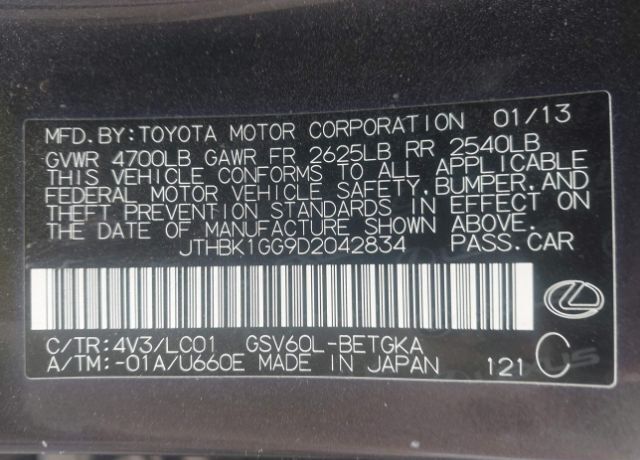 MFD.BY:TOYOTA MOTOR CORPORATION 01/13
GVWR 4700LB GAWR FR 2625LB RR 2540LB
THIS VEHICLE CONFORMS TO ALL APPLICABLE
FEDERAL MOTOR VEHICLE SAFETY,BUMPER,AND
THEFT PREVENTION STANDARDS IN EFFECT ON
THE DATE OF MANUFACTURE SHOWN ABOVE.
JTHBK1GG9D2042834 PASS.CAR
C/TR:4V3/LC01 GSV60L-BETGKA
A/TM:-01A/U660E MADE IN JAPAN 121 C